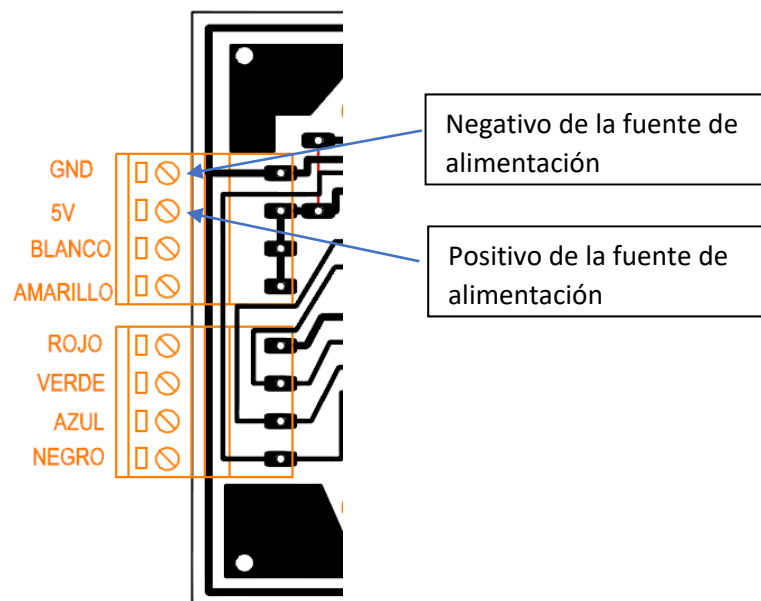 GND
5V
BLANCO
AMARILLO
ROJO
VERDE
AZUL
NEGRO
Negativo de la fuente de
alimentación
Positivo de la fuente de
alimentación